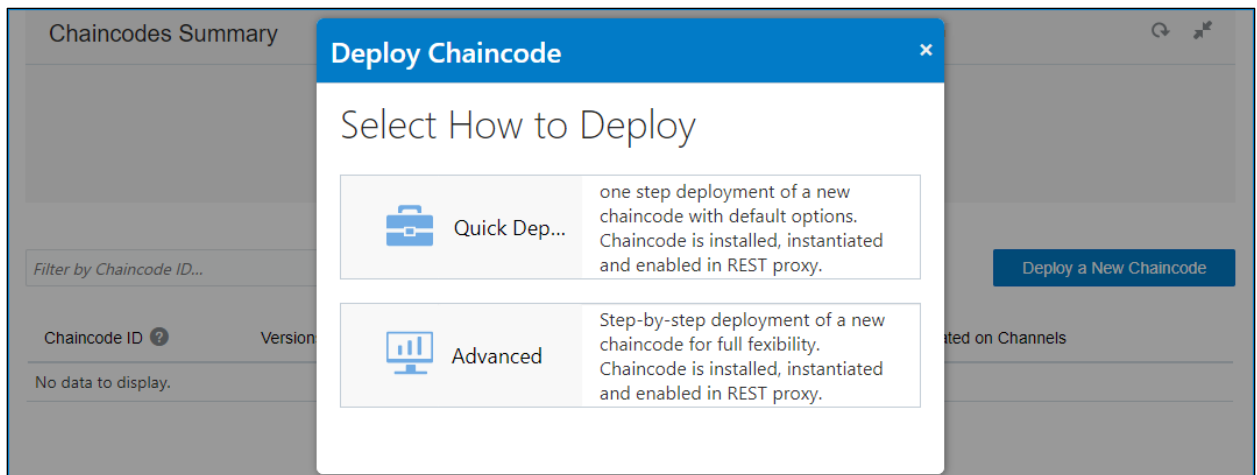 Chaincodes Summary
Deploy Chaincode
×
Select How to Deploy
Quick Dep...
one step deployment of a new
chaincode with default options.
Chaincode is installed, instantiated
and enabled in REST proxy.
Filter by Chaincode ID...
Deploy a New Chaincode
Advanced
Step-by-step deployment of a new
chaincode for full fexibility.
Chaincode is installed, instantiated
and enabled in REST proxy.
Chaincode ID ?
Version
ated on Channels
No data to display.